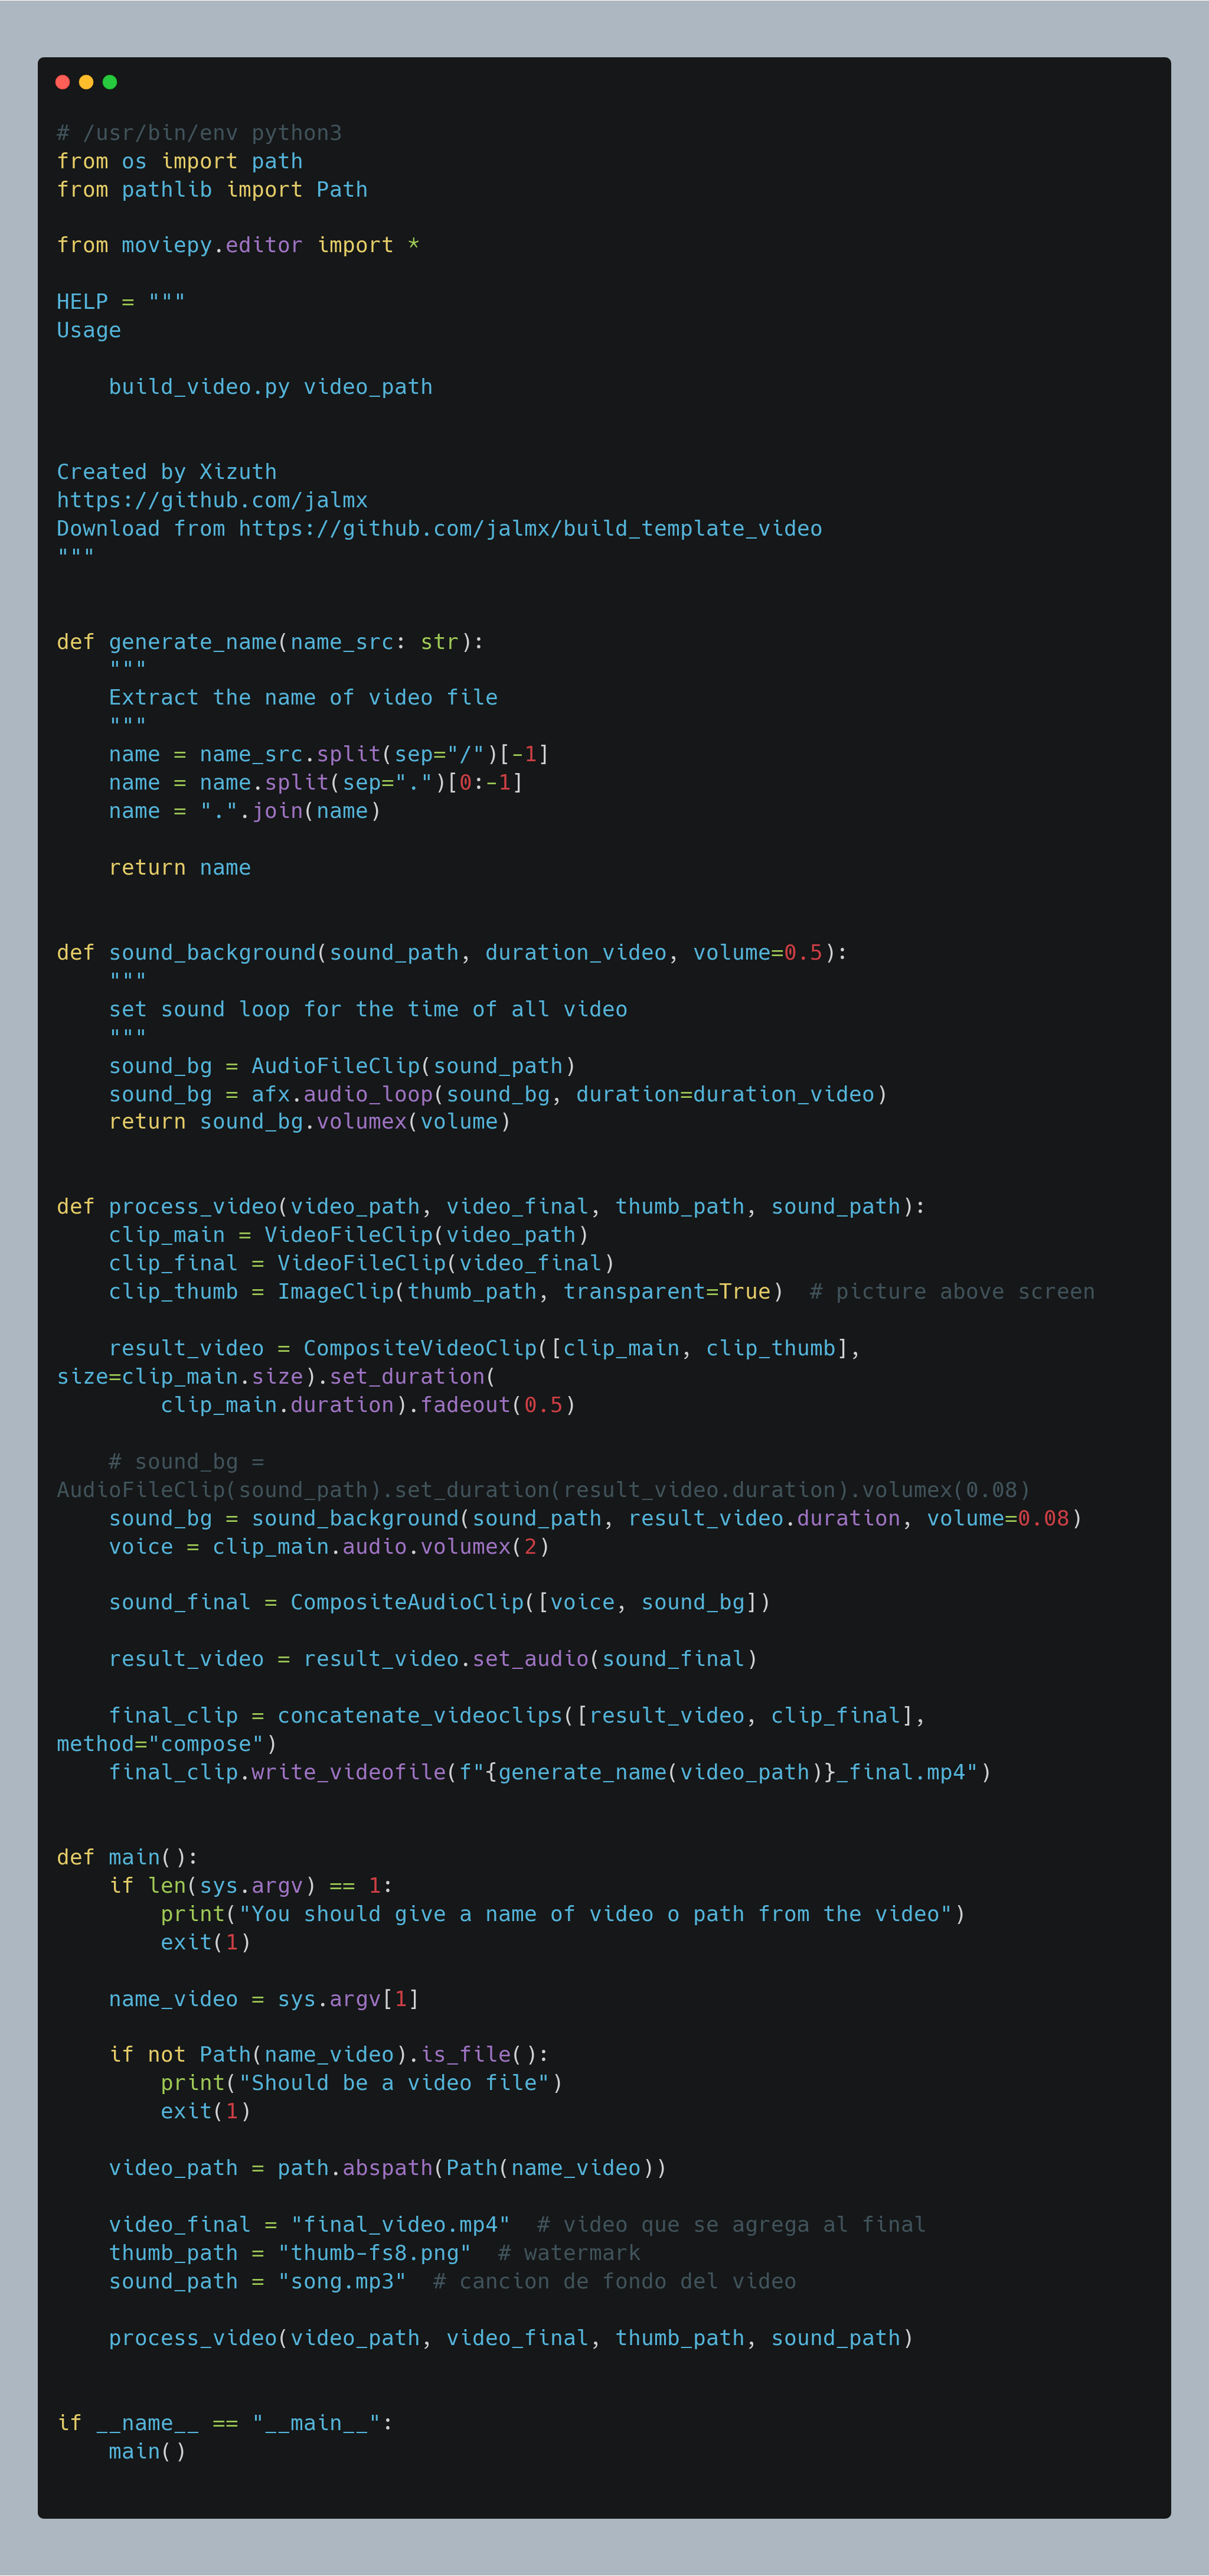 # /usr/bin/env python3
from os import path
from pathlib import Path

from moviepy.editor import *

HELP = """
Usage

    build_video.py video_path


Created by Xizuth
https://github.com/jalmx
Download from https://github.com/jalmx/build_template_video
"""


def generate_name(name_src: str):
    """
    Extract the name of video file
    """
    name = name_src.split(sep="/")[-1]
    name = name.split(sep=".")[0:-1]
    name = ".".join(name)

    return name


def sound_background(sound_path, duration_video, volume=0.5):
    """
    set sound loop for the time of all video
    """
    sound_bg = AudioFileClip(sound_path)
    sound_bg = afx.audio_loop(sound_bg, duration=duration_video)
    return sound_bg.volumex(volume)


def process_video(video_path, video_final, thumb_path, sound_path):
    clip_main = VideoFileClip(video_path)
    clip_final = VideoFileClip(video_final)
    clip_thumb = ImageClip(thumb_path, transparent=True)  # picture above screen

    result_video = CompositeVideoClip([clip_main, clip_thumb],
size=clip_main.size).set_duration(
        clip_main.duration).fadeout(0.5)

    # sound_bg =
AudioFileClip(sound_path).set_duration(result_video.duration).volumex(0.08)
    sound_bg = sound_background(sound_path, result_video.duration, volume=0.08)
    voice = clip_main.audio.volumex(2)

    sound_final = CompositeAudioClip([voice, sound_bg])

    result_video = result_video.set_audio(sound_final)

    final_clip = concatenate_videoclips([result_video, clip_final],
method="compose")
    final_clip.write_videofile(f"{generate_name(video_path)}_final.mp4")


def main():
    if len(sys.argv) == 1:
        print("You should give a name of video o path from the video")
        exit(1)

    name_video = sys.argv[1]

    if not Path(name_video).is_file():
        print("Should be a video file")
        exit(1)

    video_path = path.abspath(Path(name_video))

    video_final = "final_video.mp4"  # video que se agrega al final
    thumb_path = "thumb-fs8.png"  # watermark
    sound_path = "song.mp3"  # cancion de fondo del video

    process_video(video_path, video_final, thumb_path, sound_path)


if __name__ == "__main__":
    main()